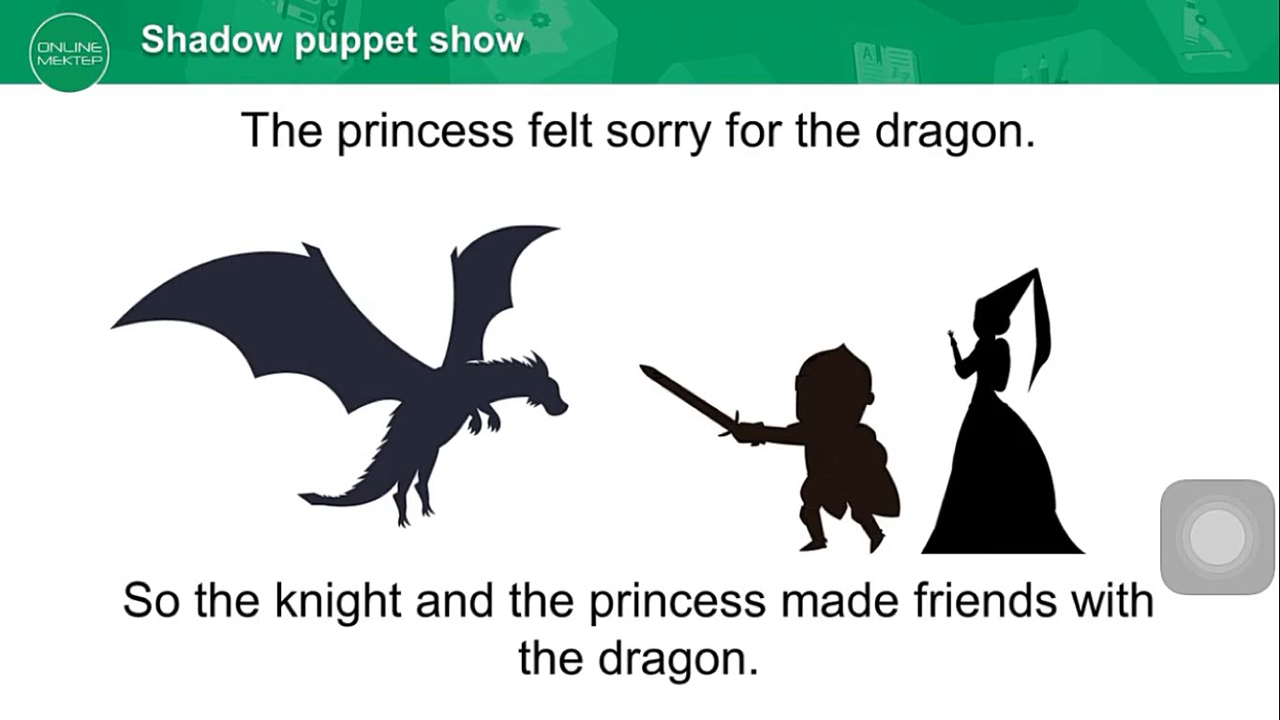 ONLINE
MEKTEP
Shadow puppet show
The princess felt sorry for the dragon.
So the knight and the princess made friends with
the dragon.